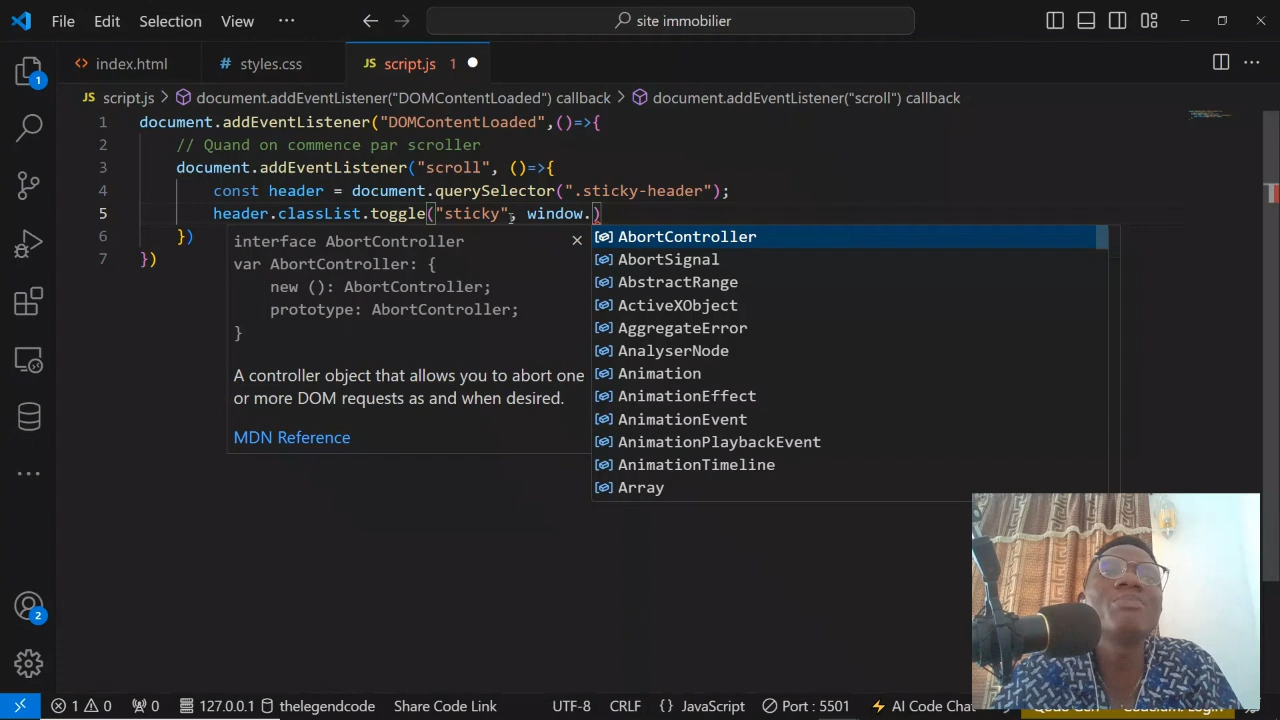 File Edit Selection View ··· site immobilier
index.html styles.css JS script.js 1
JS script.js > document.addEventListener("DOMContentLoaded") callback > document.addEventListener("scroll") callback
1 document.addEventListener("DOMContentLoaded",()=>{
2 // Quand on commence par scroller
3 document.addEventListener("scroll", ()=>{
4 const header = document.querySelector(".sticky-header");
5 header.classList.toggle("sticky", window.)
6 })
7 })
interface AbortController
var AbortController: {
new (): AbortController;
prototype: AbortController;
}
A controller object that allows you to abort one
or more DOM requests as and when desired.
MDN Reference
AbortController
AbortSignal
AbstractRange
ActiveXObject
AggregateError
AnalyserNode
Animation
AnimationEffect
AnimationEvent
AnimationPlaybackEvent
AnimationTimeline
Array
1
2
1 0 0 127.0.0.1 thelegendcode Share Code Link UTF-8 CRLF {} JavaScript Port : 5501 AI Code Cha